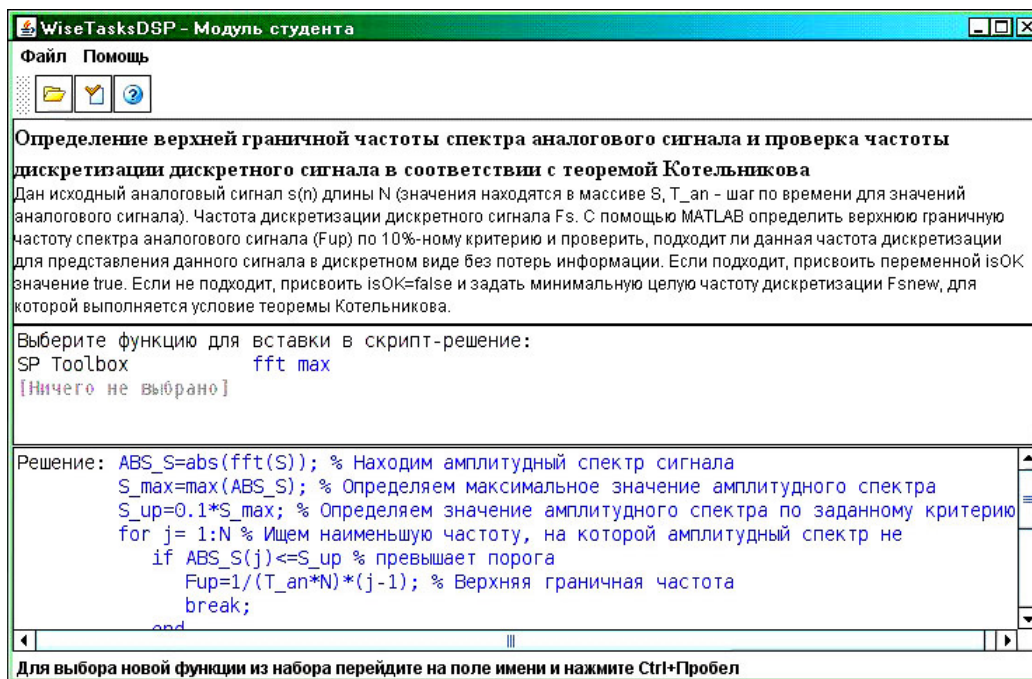 WiseTasksDSP - Модуль студента
Файл Помощь
Определение верхней граничной частоты спектра аналогового сигнала и проверка частоты
дискретизации дискретного сигнала в соответствии с теоремой Котельникова
Дан исходный аналоговый сигнал s(n) длины N (значения находятся в массиве S, T_an – шаг по времени для значений
аналогового сигнала). Частота дискретизации дискретного сигнала Fs. С помощью MATLAB определить верхнюю граничную
частоту спектра аналогового сигнала (Fup) по 10%-ному критерию и проверить, подходит ли данная частота дискретизации
для представления данного сигнала в дискретном виде без потерь информации. Если подходит, присвоить переменной isOK
значение true. Если не подходит, присвоить isOK=false и задать минимальную целую частоту дискретизации Fsnew, для
которой выполняется условие теоремы Котельникова.
Выберите функцию для вставки в скрипт-решение:
SP Toolbox fft max
[Ничего не выбрано]
Решение: ABS_S=abs(fft(S)); % Находим амплитудный спектр сигнала
S_max=max(ABS_S); % Определяем максимальное значение амплитудного спектра
S_up=0.1*S_max; % Определяем значение амплитудного спектра по заданному критерию
for j= 1:N % Ищем наименьшую частоту, на которой амплитудный спектр не
if ABS_S(j)<=S_up % превышает порога
Fup=1/(T_an*N)*(j-1); % Верхняя граничная частота
break;
end
Для выбора новой функции из набора перейдите на поле имени и нажмите Ctrl+Пробел